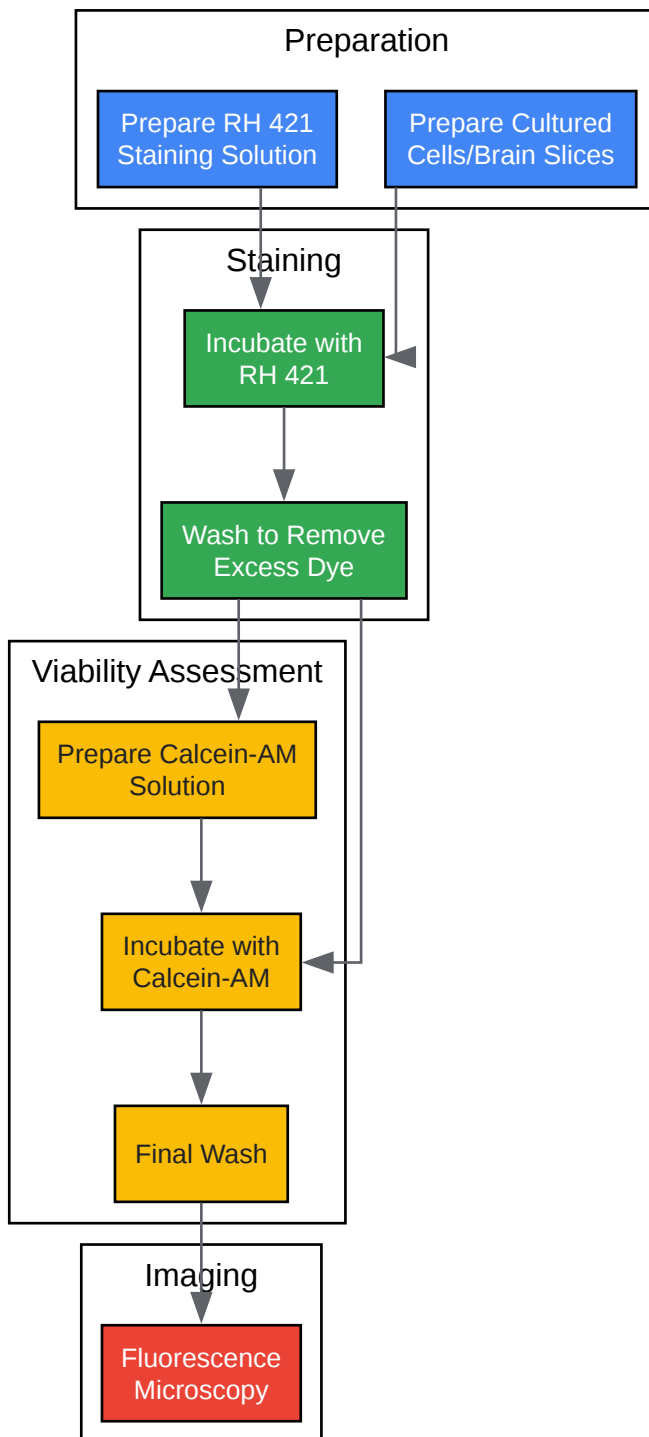 Preparation
Prepare RH 421
Staining Solution
Prepare Cultured
Cells/Brain Slices
Staining
Incubate with
RH 421
Wash to Remove
Excess Dye
Viability Assessment
Prepare Calcein-AM
Solution
Incubate with
Calcein-AM
Final Wash
Imaging
Fluorescence
Microscopy